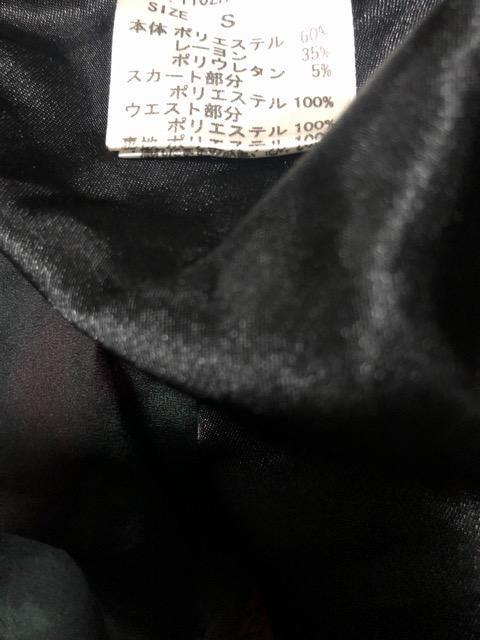 SIZE S
本体 ポリエステル 60%
レーヨン 35%
ポリウレタン 5%
スカート部分
ポリエステル 100%
ウエスト部分
ポリエステル 100%